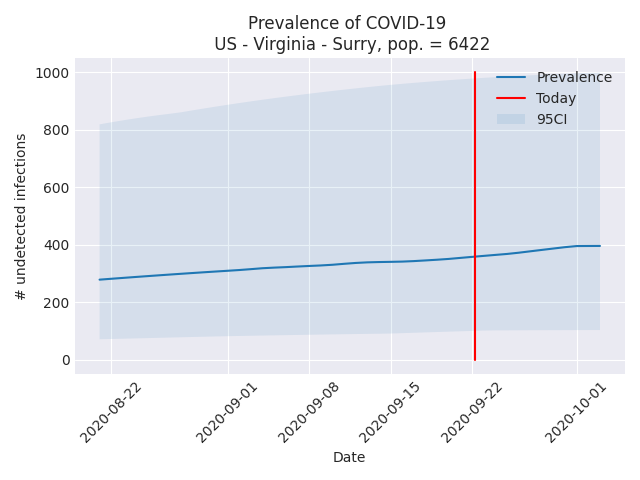 Prevalence of COVID-19
US - Virginia - Surry, pop. = 6422
Prevalence
Today
95CI
1000
800
600
400
200
0
# undetected infections
2020-08-22
2020-09-01
2020-09-08
2020-09-15
2020-09-22
2020-10-01
Date